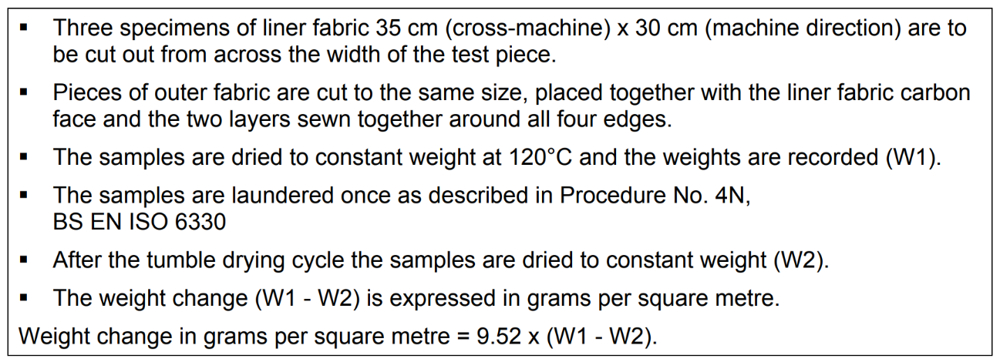 ▪ Three specimens of liner fabric 35 cm (cross-machine) x 30 cm (machine direction) are to
be cut out from across the width of the test piece.
▪ Pieces of outer fabric are cut to the same size, placed together with the liner fabric carbon
face and the two layers sewn together around all four edges.
▪ The samples are dried to constant weight at 120°C and the weights are recorded (W1).
▪ The samples are laundered once as described in Procedure No. 4N,
BS EN ISO 6330
▪ After the tumble drying cycle the samples are dried to constant weight (W2).
▪ The weight change (W1 - W2) is expressed in grams per square metre.
Weight change in grams per square metre = 9.52 x (W1 - W2).